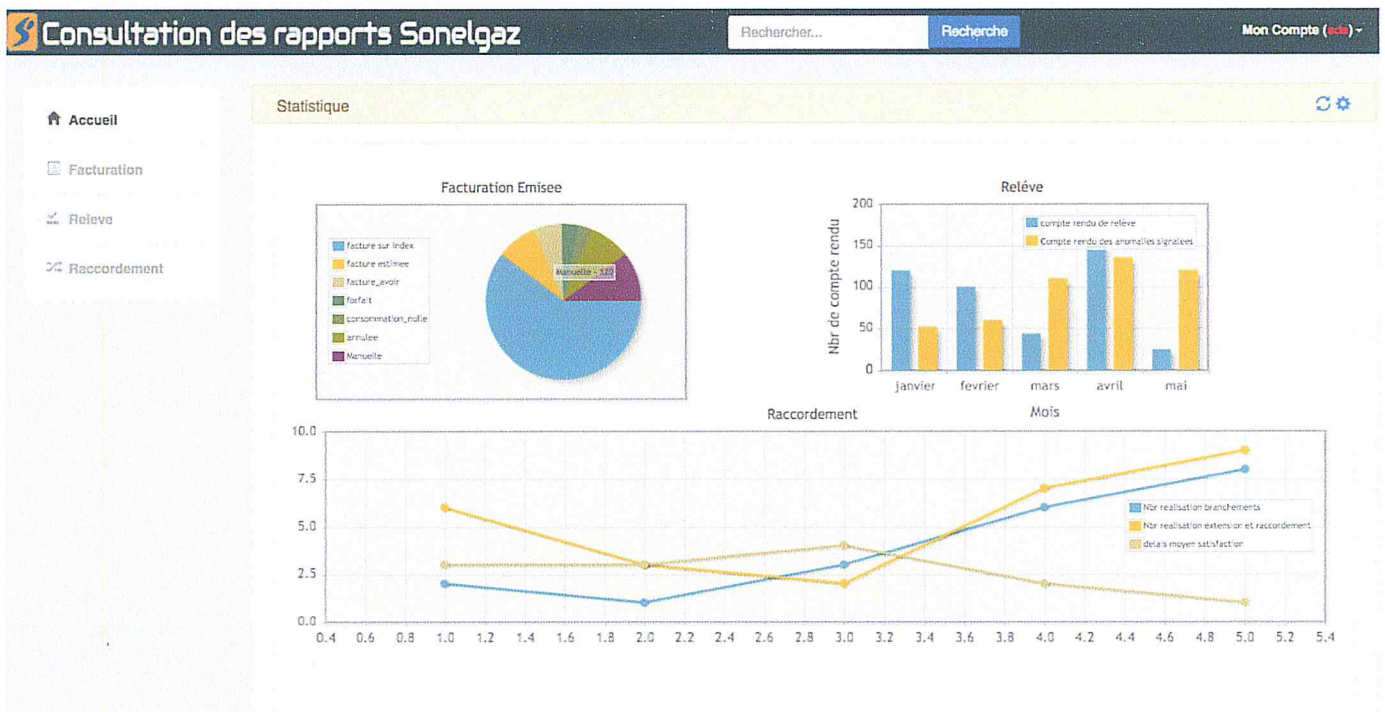 Consultation des rapports Sonelgaz
Rechercher...
Recherche
Mon Compte (ade)
Accueil
Facturation
Releve
Raccordement
Statistique
Facturation Emisee
facture sur index
facture estimee
facture_avoir
forfait
consommation_nulle
annulee
Manuelle
Manuelle - 120
Reléve
Nbr de compte rendu
200
150
100
50
0
compte rendu de relève
Compte rendu des anomalies signalees
janvier fevrier mars avril mai
Mois
Raccordement
10.0
7.5
5.0
2.5
0.0
0.4 0.6 0.8 1.0 1.2 1.4 1.6 1.8 2.0 2.2 2.4 2.6 2.8 3.0 3.2 3.4 3.6 3.8 4.0 4.2 4.4 4.6 4.8 5.0 5.2 5.4
Nbr realisation branchements
Nbr realisation extension et raccordement
delais moyen satisfaction